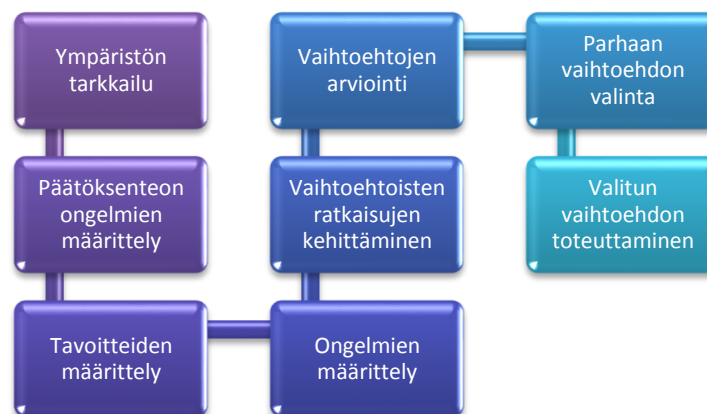 Ympäristön
tarkkailu
Päätöksenteon
ongelmien
määrittely
Tavoitteiden
määrittely
Ongelmien
määrittely
Vaihtoehtoisten
ratkaisujen
kehittäminen
Vaihtoehtojen
arviointi
Parhaan
vaihtoehdon
valinta
Valitun
vaihtoehdon
toteuttaminen